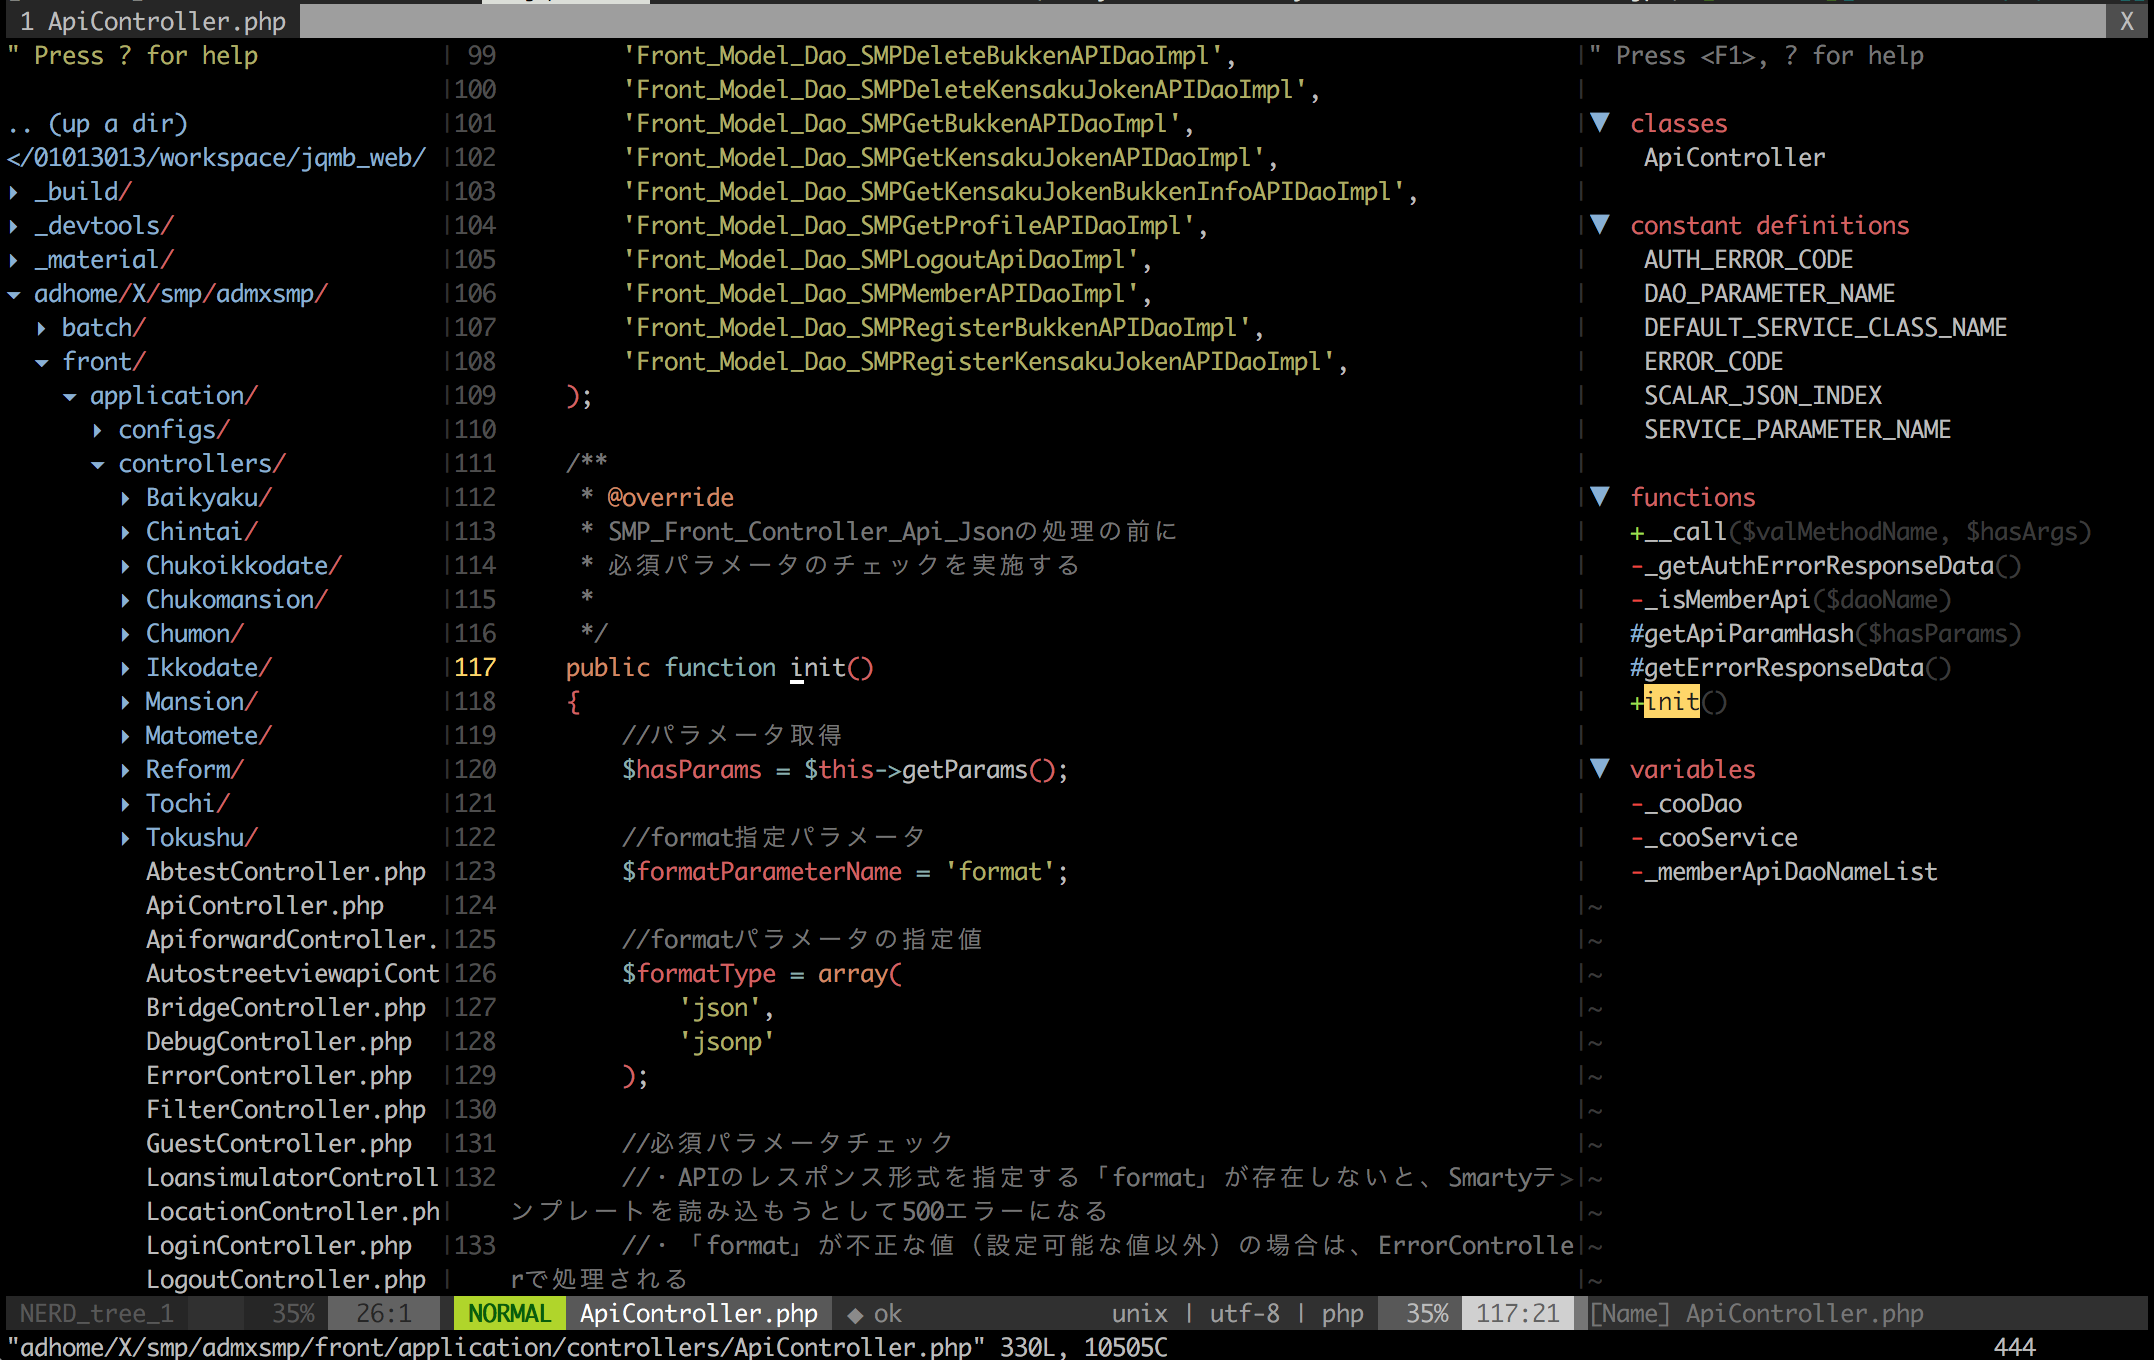 1 ApiController.php
X
" Press ? for help
.. (up a dir)
</01013013/workspace/jqmb_web/
▸ _build/
▸ _devtools/
▸ _material/
▾ adhome/X/smp/admxsmp/
▸ batch/
▾ front/
▾ application/
▸ configs/
▾ controllers/
▸ Baikyaku/
▸ Chintai/
▸ Chukoikkodate/
▸ Chukomansion/
▸ Chumon/
▸ Ikkodate/
▸ Mansion/
▸ Matomete/
▸ Reform/
▸ Tochi/
▸ Tokushu/
AbtestController.php
ApiController.php
ApiforwardController.
AutostreetviewapiCont
BridgeController.php
DebugController.php
ErrorController.php
FilterController.php
GuestController.php
LoansimulatorControll
LocationController.ph
LoginController.php
LogoutController.php
99 'Front_Model_Dao_SMPDeleteBukkenAPIDaoImpl',
100 'Front_Model_Dao_SMPDeleteKensakuJokenAPIDaoImpl',
101 'Front_Model_Dao_SMPGetBukkenAPIDaoImpl',
102 'Front_Model_Dao_SMPGetKensakuJokenAPIDaoImpl',
103 'Front_Model_Dao_SMPGetKensakuJokenBukkenInfoAPIDaoImpl',
104 'Front_Model_Dao_SMPGetProfileAPIDaoImpl',
105 'Front_Model_Dao_SMPLogoutApiDaoImpl',
106 'Front_Model_Dao_SMPMemberAPIDaoImpl',
107 'Front_Model_Dao_SMPRegisterBukkenAPIDaoImpl',
108 'Front_Model_Dao_SMPRegisterKensakuJokenAPIDaoImpl',
109 );
110
111 /**
112 * @override
113 * SMP_Front_Controller_Api_Jsonの処理の前に
114 * 必須パラメータのチェックを実施する
115 *
116 */
117 public function init()
118 {
119 //パラメータ取得
120 $hasParams = $this->getParams();
121
122 //format指定パラメータ
123 $formatParameterName = 'format';
124
125 //formatパラメータの指定値
126 $formatType = array(
127 'json',
128 'jsonp'
129 );
130
131 //必須パラメータチェック
132 //・APIのレスポンス形式を指定する「format」が存在しないと、Smartyテ>
ンプレートを読み込もうとして500エラーになる
133 //・「format」が不正な値（設定可能な値以外）の場合は、ErrorControlle
rで処理される
" Press <F1>, ? for help
▼ classes
ApiController
▼ constant definitions
AUTH_ERROR_CODE
DAO_PARAMETER_NAME
DEFAULT_SERVICE_CLASS_NAME
ERROR_CODE
SCALAR_JSON_INDEX
SERVICE_PARAMETER_NAME
▼ functions
+__call($valMethodName, $hasArgs)
-_getAuthErrorResponseData()
-_isMemberApi($daoName)
#getApiParamHash($hasParams)
#getErrorResponseData()
+init()
▼ variables
-_cooDao
-_cooService
-_memberApiDaoNameList
~
~
~
~
~
~
~
~
~
~
~
~
NERD_tree_1 35% 26:1 NORMAL ApiController.php ◆ ok unix | utf-8 | php 35% 117:21 [Name] ApiController.php
"adhome/X/smp/admxsmp/front/application/controllers/ApiController.php" 330L, 10505C 444